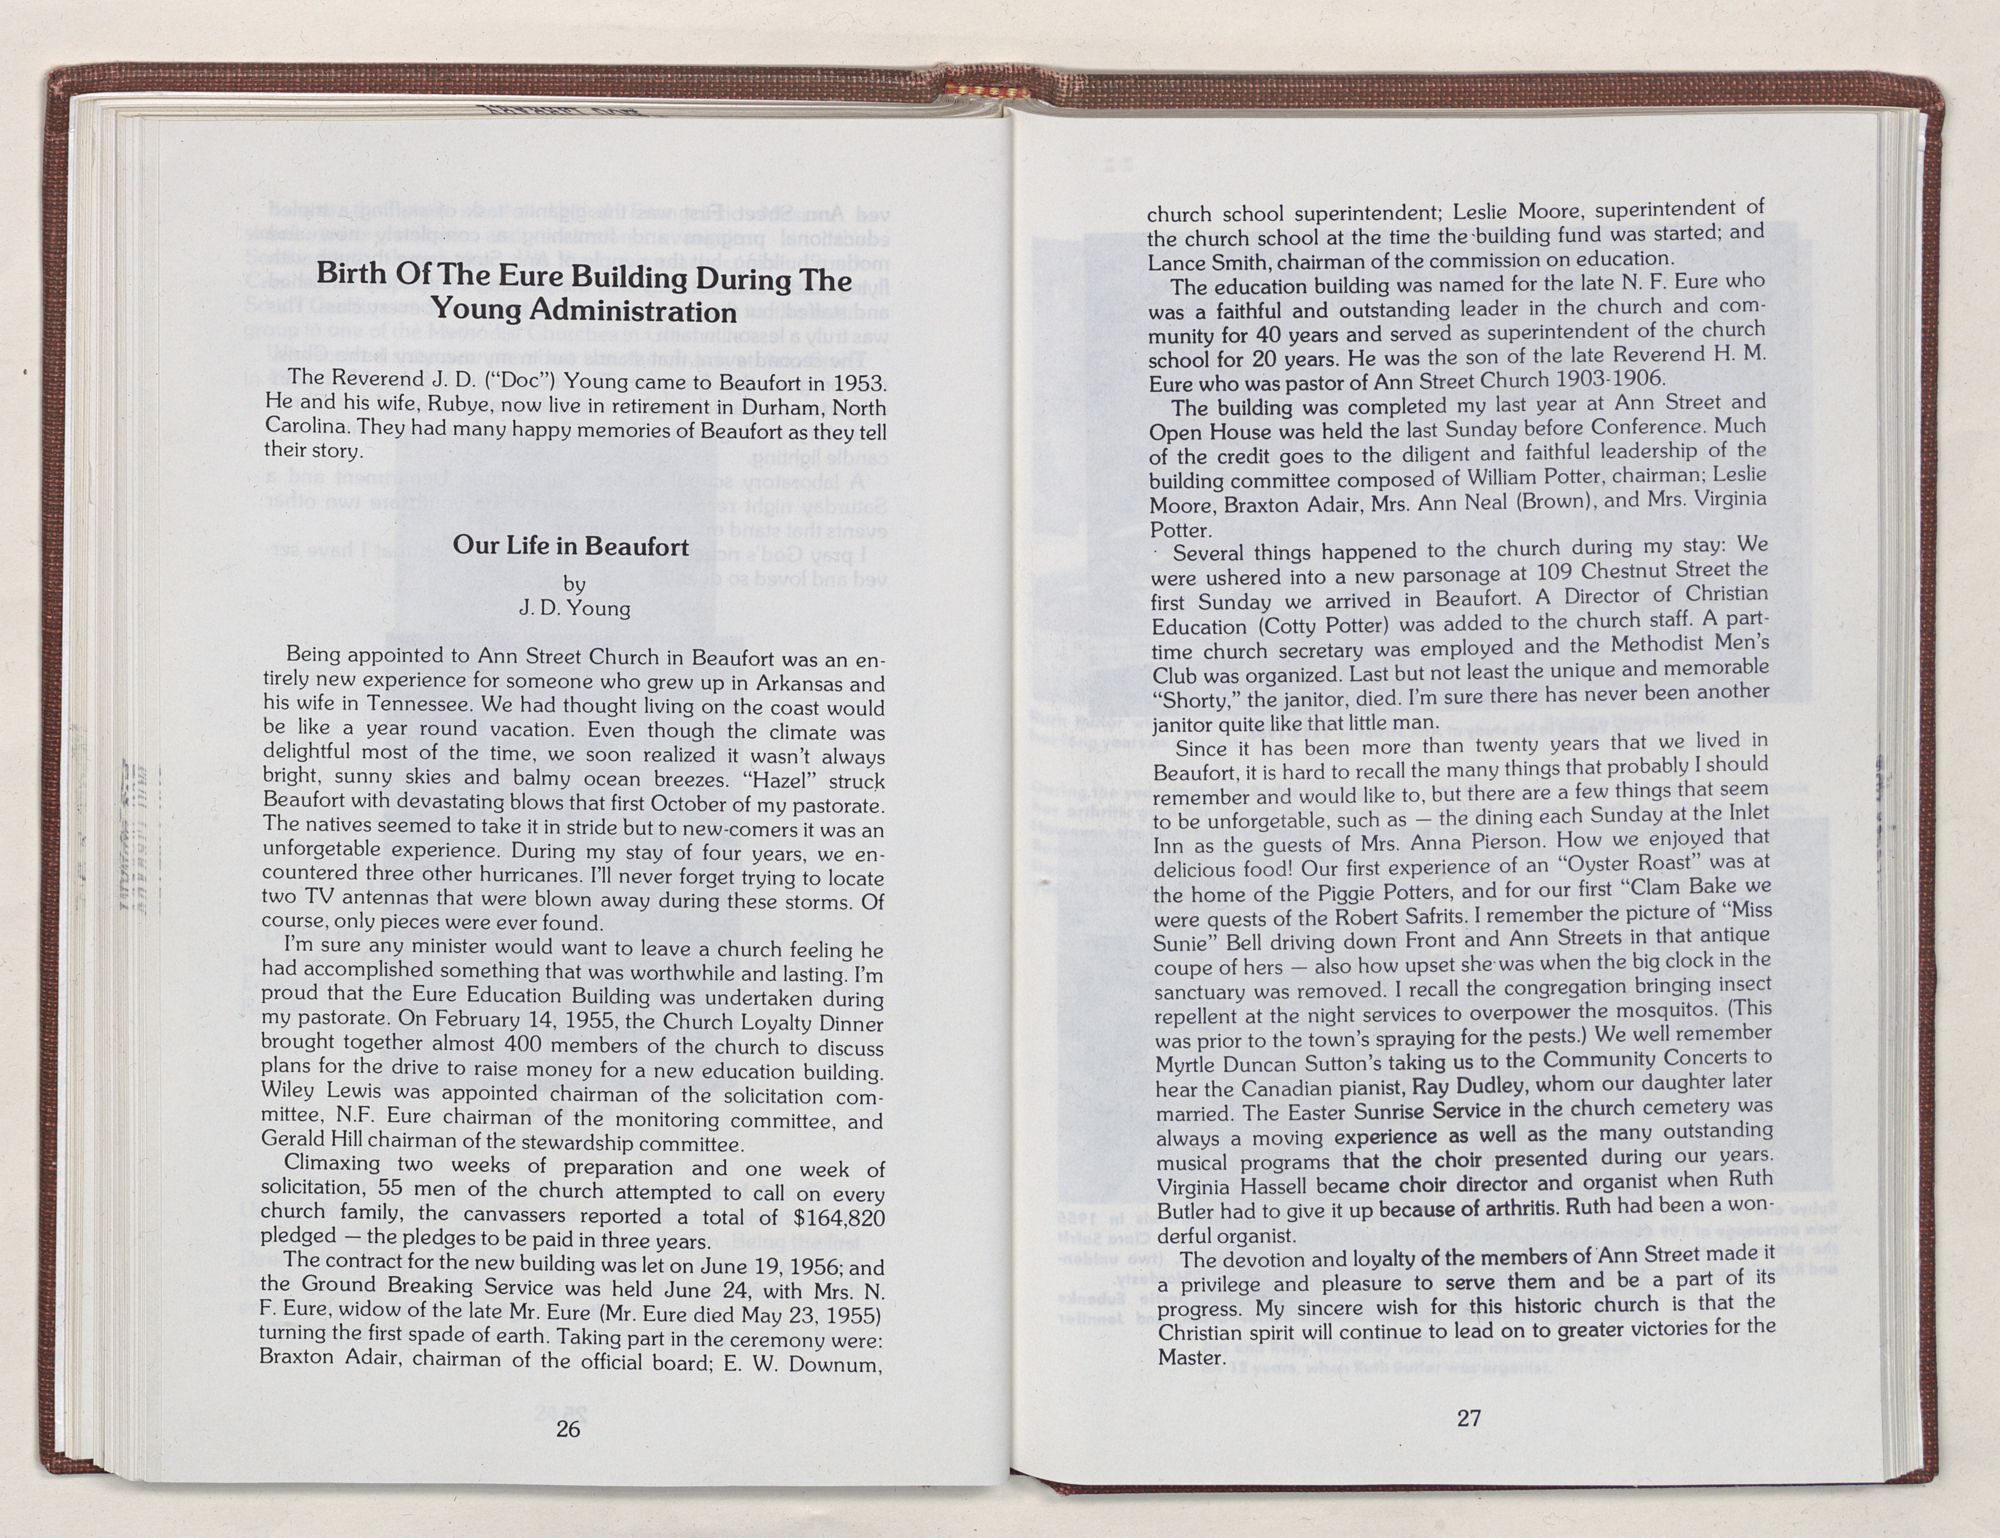 Birth Of The Eure Building During The
Young Administration
The Reverend J. D. (“Doc”) Young came to Beaufort in 1953.
He and his wife, Rubye, now live in retirement in Durham, North
Carolina. They had many happy memories of Beaufort as they tell
their story.
Our Life in Beaufort
by
J. D. Young
Being appointed to Ann Street Church in Beaufort was an en-
tirely new experience for someone who grew up in Arkansas and
his wife in Tennessee. We had thought living on the coast would
be like a year round vacation. Even though the climate was
delightful most of the time, we soon realized it wasn’t always
bright, sunny skies and balmy ocean breezes. “Hazel” struck
Beaufort with devastating blows that first October of my pastorate.
The natives seemed to take it in stride but to new-comers it was an
unforgetable experience. During my stay of four years, we en-
countered three other hurricanes. I’ll never forget trying to locate
two TV antennas that were blown away during these storms. Of
course, only pieces were ever found.
I’m sure any minister would want to leave a church feeling he
had accomplished something that was worthwhile and lasting. I’m
proud that the Eure Education Building was undertaken during
my pastorate. On February 14, 1955, the Church Loyalty Dinner
brought together almost 400 members of the church to discuss
plans for the drive to raise money for a new education building.
Wiley Lewis was appointed chairman of the solicitation com-
mittee, N.F. Eure chairman of the monitoring committee, and
Gerald Hill chairman of the stewardship committee.
Climaxing two weeks of preparation and one week of
solicitation, 55 men of the church attempted to call on every
church family, the canvassers reported a total of $164,820
pledged — the pledges to be paid in three years.
The contract for the new building was let on June 19, 1956; and
the Ground Breaking Service was held June 24, with Mrs. N.
F. Eure, widow of the late Mr. Eure (Mr. Eure died May 23, 1955)
turning the first spade of earth. Taking part in the ceremony were:
Braxton Adair, chairman of the official board; E. W. Downum,
26
church school superintendent; Leslie Moore, superintendent of
the church school at the time the building fund was started; and
Lance Smith, chairman of the commission on education.
The education building was named for the late N. F. Eure who
was a faithful and outstanding leader in the church and com-
munity for 40 years and served as superintendent of the church
school for 20 years. He was the son of the late Reverend H. M.
Eure who was pastor of Ann Street Church 1903-1906.
The building was completed my last year at Ann Street and
Open House was held the last Sunday before Conference. Much
of the credit goes to the diligent and faithful leadership of the
building committee composed of William Potter, chairman; Leslie
Moore, Braxton Adair, Mrs. Ann Neal (Brown), and Mrs. Virginia
Potter.
Several things happened to the church during my stay: We
were ushered into a new parsonage at 109 Chestnut Street the
first Sunday we arrived in Beaufort. A Director of Christian
Education (Cotty Potter) was added to the church staff. A part-
time church secretary was employed and the Methodist Men’s
Club was organized. Last but not least the unique and memorable
“Shorty,” the janitor, died. I’m sure there has never been another
janitor quite like that little man.
Since it has been more than twenty years that we lived in
Beaufort, it is hard to recall the many things that probably I should
remember and would like to, but there are a few things that seem
to be unforgetable, such as — the dining each Sunday at the Inlet
Inn as the guests of Mrs. Anna Pierson. How we enjoyed that
delicious food! Our first experience of an “Oyster Roast” was at
the home of the Piggie Potters, and for our first “Clam Bake we
were quests of the Robert Safrits. I remember the picture of “Miss
Sunie” Bell driving down Front and Ann Streets in that antique
coupe of hers — also how upset she was when the big clock in the
sanctuary was removed. I recall the congregation bringing insect
repellent at the night services to overpower the mosquitos. (This
was prior to the town’s spraying for the pests.) We well remember
Myrtle Duncan Sutton’s taking us to the Community Concerts to
hear the Canadian pianist, Ray Dudley, whom our daughter later
married. The Easter Sunrise Service in the church cemetery was
always a moving experience as well as the many outstanding
musical programs that the choir presented during our years.
Virginia Hassell became choir director and organist when Ruth
Butler had to give it up because of arthritis. Ruth had been a won-
derful organist.
The devotion and loyalty of the members of Ann Street made it
a privilege and pleasure to serve them and be a part of its
progress. My sincere wish for this historic church is that the
Christian spirit will continue to lead on to greater victories for the
Master.
27